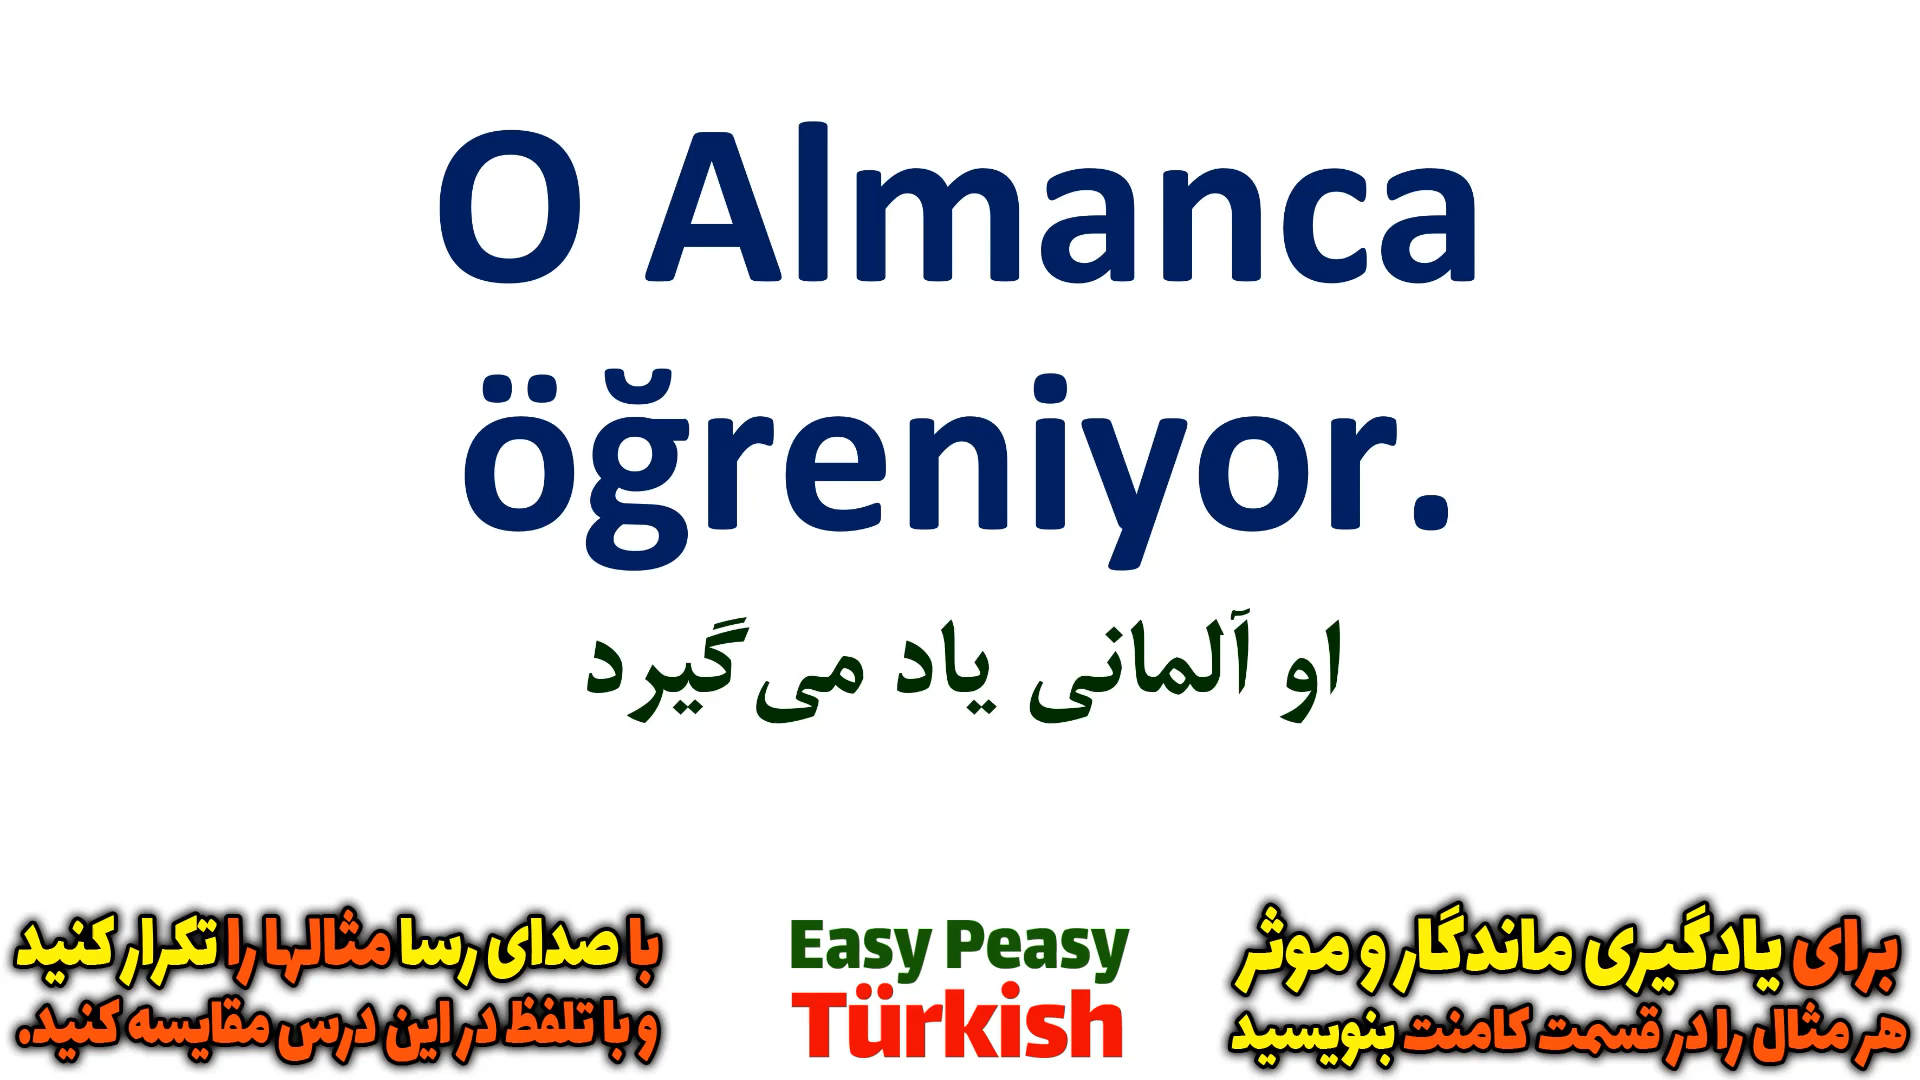 O Almanca
öğreniyor.
او آلمانی یاد می‌گیرد
برای یادگیری ماندگار و موثر
هر مثال را در قسمت کامنت بنویسید
Easy Peasy
Türkish
با صدای رسا مثالها را تکرار کنید
و با تلفظ در این درس مقایسه کنید.